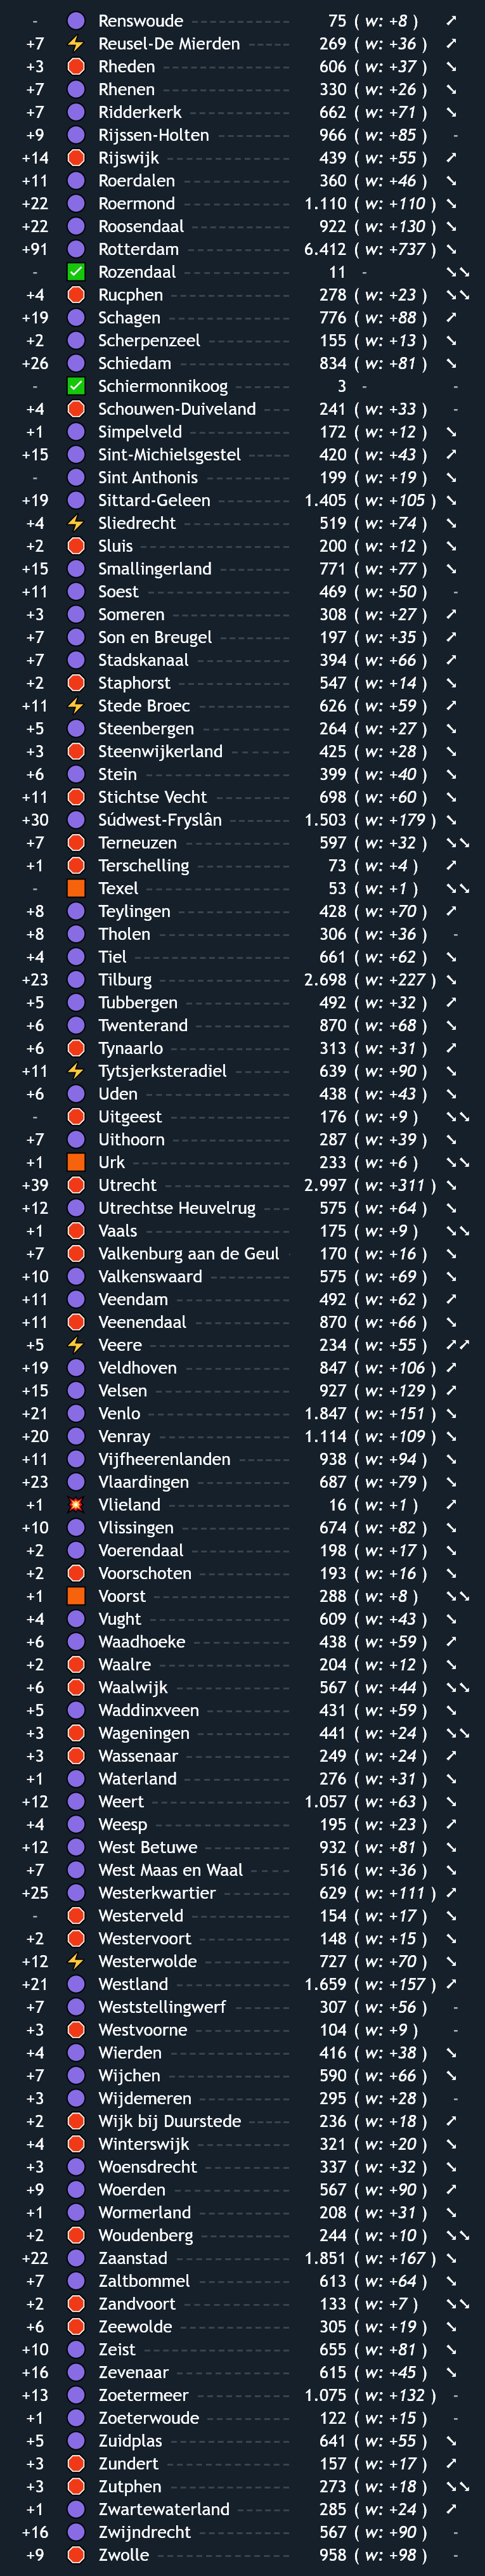 - Renswoude 75 ( w: +8 ) ➚
+7 ⚡ Reusel-De Mierden 269 ( w: +36 ) ➚
+3 Rheden 606 ( w: +37 ) ➘
+7 Rhenen 330 ( w: +26 ) ➘
+7 Ridderkerk 662 ( w: +71 ) ➘
+9 Rijssen-Holten 966 ( w: +85 ) -
+14 Rijswijk 439 ( w: +55 ) ➚
+11 Roerdalen 360 ( w: +46 ) ➘
+22 Roermond 1.110 ( w: +110 ) ➘
+22 Roosendaal 922 ( w: +130 ) ➘
+91 Rotterdam 6.412 ( w: +737 ) ➘
- Rozendaal 11 - ➘➘
+4 Rucphen 278 ( w: +23 ) ➘➘
+19 Schagen 776 ( w: +88 ) ➚
+2 Scherpenzeel 155 ( w: +13 ) ➘
+26 Schiedam 834 ( w: +81 ) ➘
- Schiermonnikoog 3 - -
+4 Schouwen-Duiveland 241 ( w: +33 ) -
+1 Simpelveld 172 ( w: +12 ) ➘
+15 Sint-Michielsgestel 420 ( w: +43 ) ➚
- Sint Anthonis 199 ( w: +19 ) ➘
+19 Sittard-Geleen 1.405 ( w: +105 ) ➘
+4 ⚡ Sliedrecht 519 ( w: +74 ) ➘
+2 Sluis 200 ( w: +12 ) ➘
+15 Smallingerland 771 ( w: +77 ) ➘
+11 Soest 469 ( w: +50 ) -
+3 Someren 308 ( w: +27 ) ➚
+7 Son en Breugel 197 ( w: +35 ) ➚
+7 Stadskanaal 394 ( w: +66 ) ➚
+2 Staphorst 547 ( w: +14 ) ➘
+11 ⚡ Stede Broec 626 ( w: +59 ) ➚
+5 Steenbergen 264 ( w: +27 ) ➘
+3 Steenwijkerland 425 ( w: +28 ) ➘
+6 Stein 399 ( w: +40 ) ➘
+11 Stichtse Vecht 698 ( w: +60 ) ➘
+30 Súdwest-Fryslân 1.503 ( w: +179 ) ➘
+7 Terneuzen 597 ( w: +32 ) ➘➘
+1 Terschelling 73 ( w: +4 ) ➚
- Texel 53 ( w: +1 ) ➘➘
+8 Teylingen 428 ( w: +70 ) ➚
+8 Tholen 306 ( w: +36 ) -
+4 Tiel 661 ( w: +62 ) ➘
+23 Tilburg 2.698 ( w: +227 ) ➘
+5 Tubbergen 492 ( w: +32 ) ➚
+6 Twenterand 870 ( w: +68 ) ➘
+6 Tynaarlo 313 ( w: +31 ) ➚
+11 ⚡ Tytsjerksteradiel 639 ( w: +90 ) ➘
+6 Uden 438 ( w: +43 ) ➘
- Uitgeest 176 ( w: +9 ) ➘➘
+7 Uithoorn 287 ( w: +39 ) ➘
+1 Urk 233 ( w: +6 ) ➘➘
+39 Utrecht 2.997 ( w: +311 ) ➘
+12 Utrechtse Heuvelrug 575 ( w: +64 ) ➘
+1 Vaals 175 ( w: +9 ) ➘➘
+7 Valkenburg aan de Geul 170 ( w: +16 ) ➘
+10 Valkenswaard 575 ( w: +69 ) ➘
+11 Veendam 492 ( w: +62 ) ➚
+11 Veenendaal 870 ( w: +66 ) ➘
+5 ⚡ Veere 234 ( w: +55 ) ➚➚
+19 Veldhoven 847 ( w: +106 ) ➚
+15 Velsen 927 ( w: +129 ) ➚
+21 Venlo 1.847 ( w: +151 ) ➘
+20 Venray 1.114 ( w: +109 ) ➘
+11 Vijfheerenlanden 938 ( w: +94 ) ➘
+23 Vlaardingen 687 ( w: +79 ) ➘
+1 Vlieland 16 ( w: +1 ) ➚
+10 Vlissingen 674 ( w: +82 ) ➘
+2 Voerendaal 198 ( w: +17 ) ➘
+2 Voorschoten 193 ( w: +16 ) ➘
+1 Voorst 288 ( w: +8 ) ➘➘
+4 Vught 609 ( w: +43 ) ➘
+6 Waadhoeke 438 ( w: +59 ) ➚
+2 Waalre 204 ( w: +12 ) ➘
+6 Waalwijk 567 ( w: +44 ) ➘➘
+5 Waddinxveen 431 ( w: +59 ) ➘
+3 Wageningen 441 ( w: +24 ) ➘➘
+3 Wassenaar 249 ( w: +24 ) ➚
+1 Waterland 276 ( w: +31 ) ➘
+12 Weert 1.057 ( w: +63 ) ➘
+4 Weesp 195 ( w: +23 ) ➚
+12 West Betuwe 932 ( w: +81 ) ➘
+7 West Maas en Waal 516 ( w: +36 ) ➘
+25 Westerkwartier 629 ( w: +111 ) ➚
- Westerveld 154 ( w: +17 ) ➘
+2 Westervoort 148 ( w: +15 ) ➘
+12 ⚡ Westerwolde 727 ( w: +70 ) ➘
+21 Westland 1.659 ( w: +157 ) ➚
+7 Weststellingwerf 307 ( w: +56 ) -
+3 Westvoorne 104 ( w: +9 ) -
+4 Wierden 416 ( w: +38 ) ➘
+7 Wijchen 590 ( w: +66 ) ➘
+3 Wijdemeren 295 ( w: +28 ) -
+2 Wijk bij Duurstede 236 ( w: +18 ) ➚
+4 Winterswijk 321 ( w: +20 ) ➘
+3 Woensdrecht 337 ( w: +32 ) ➘
+9 Woerden 567 ( w: +90 ) ➚
+1 Wormerland 208 ( w: +31 ) ➘
+2 Woudenberg 244 ( w: +10 ) ➘➘
+22 Zaanstad 1.851 ( w: +167 ) ➘
+7 Zaltbommel 613 ( w: +64 ) ➘
+2 Zandvoort 133 ( w: +7 ) ➘➘
+6 Zeewolde 305 ( w: +19 ) ➘
+10 Zeist 655 ( w: +81 ) ➘
+16 Zevenaar 615 ( w: +45 ) ➘
+13 Zoetermeer 1.075 ( w: +132 ) -
+1 Zoeterwoude 122 ( w: +15 ) -
+5 Zuidplas 641 ( w: +55 ) ➘
+3 Zundert 157 ( w: +17 ) ➚
+3 Zutphen 273 ( w: +18 ) ➘➘
+1 Zwartewaterland 285 ( w: +24 ) ➚
+16 Zwijndrecht 567 ( w: +90 ) -
+9 Zwolle 958 ( w: +98 ) -